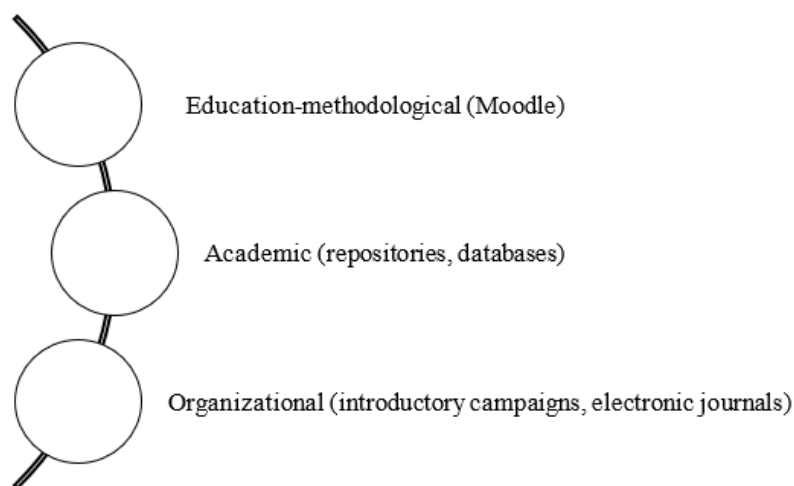 Education-methodological (Moodle)
Academic (repositories, databases)
Organizational (introductory campaigns, electronic journals)